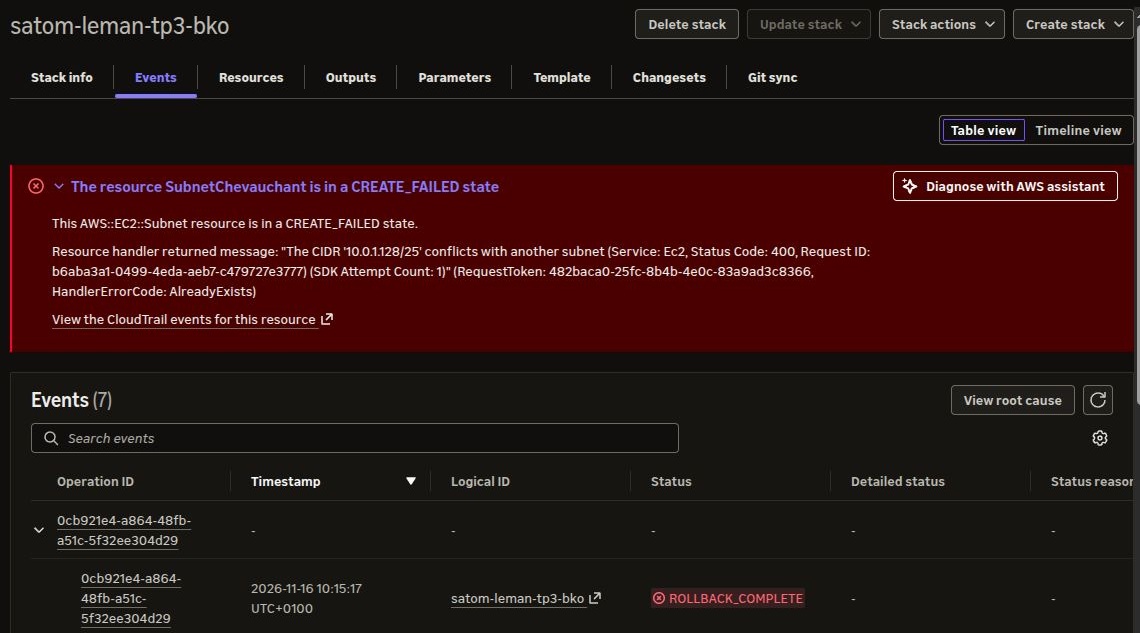 satom-leman-tp3-bko
Delete stack
Update stack
Stack actions
Create stack
Stack info
Events
Resources
Outputs
Parameters
Template
Changesets
Git sync
Table view
Timeline view
The resource SubnetChevauchant is in a CREATE_FAILED state
Diagnose with AWS assistant
This AWS::EC2::Subnet resource is in a CREATE_FAILED state.
Resource handler returned message: "The CIDR '10.0.1.128/25' conflicts with another subnet (Service: Ec2, Status Code: 400, Request ID:
b6aba3a1-0499-4eda-aeb7-c479727e3777) (SDK Attempt Count: 1)" (RequestToken: 482baca0-25fc-8b4b-4e0c-83a9ad3c8366,
HandlerErrorCode: AlreadyExists)
View the CloudTrail events for this resource
Events (7)
View root cause
Search events
Operation ID
Timestamp
Logical ID
Status
Detailed status
Status reason
0cb921e4-a864-48fb-
a51c-5f32ee304d29
-
-
-
-
-
0cb921e4-a864-
48fb-a51c-
5f32ee304d29
2026-11-16 10:15:17
UTC+0100
satom-leman-tp3-bko
ROLLBACK_COMPLETE
-
-